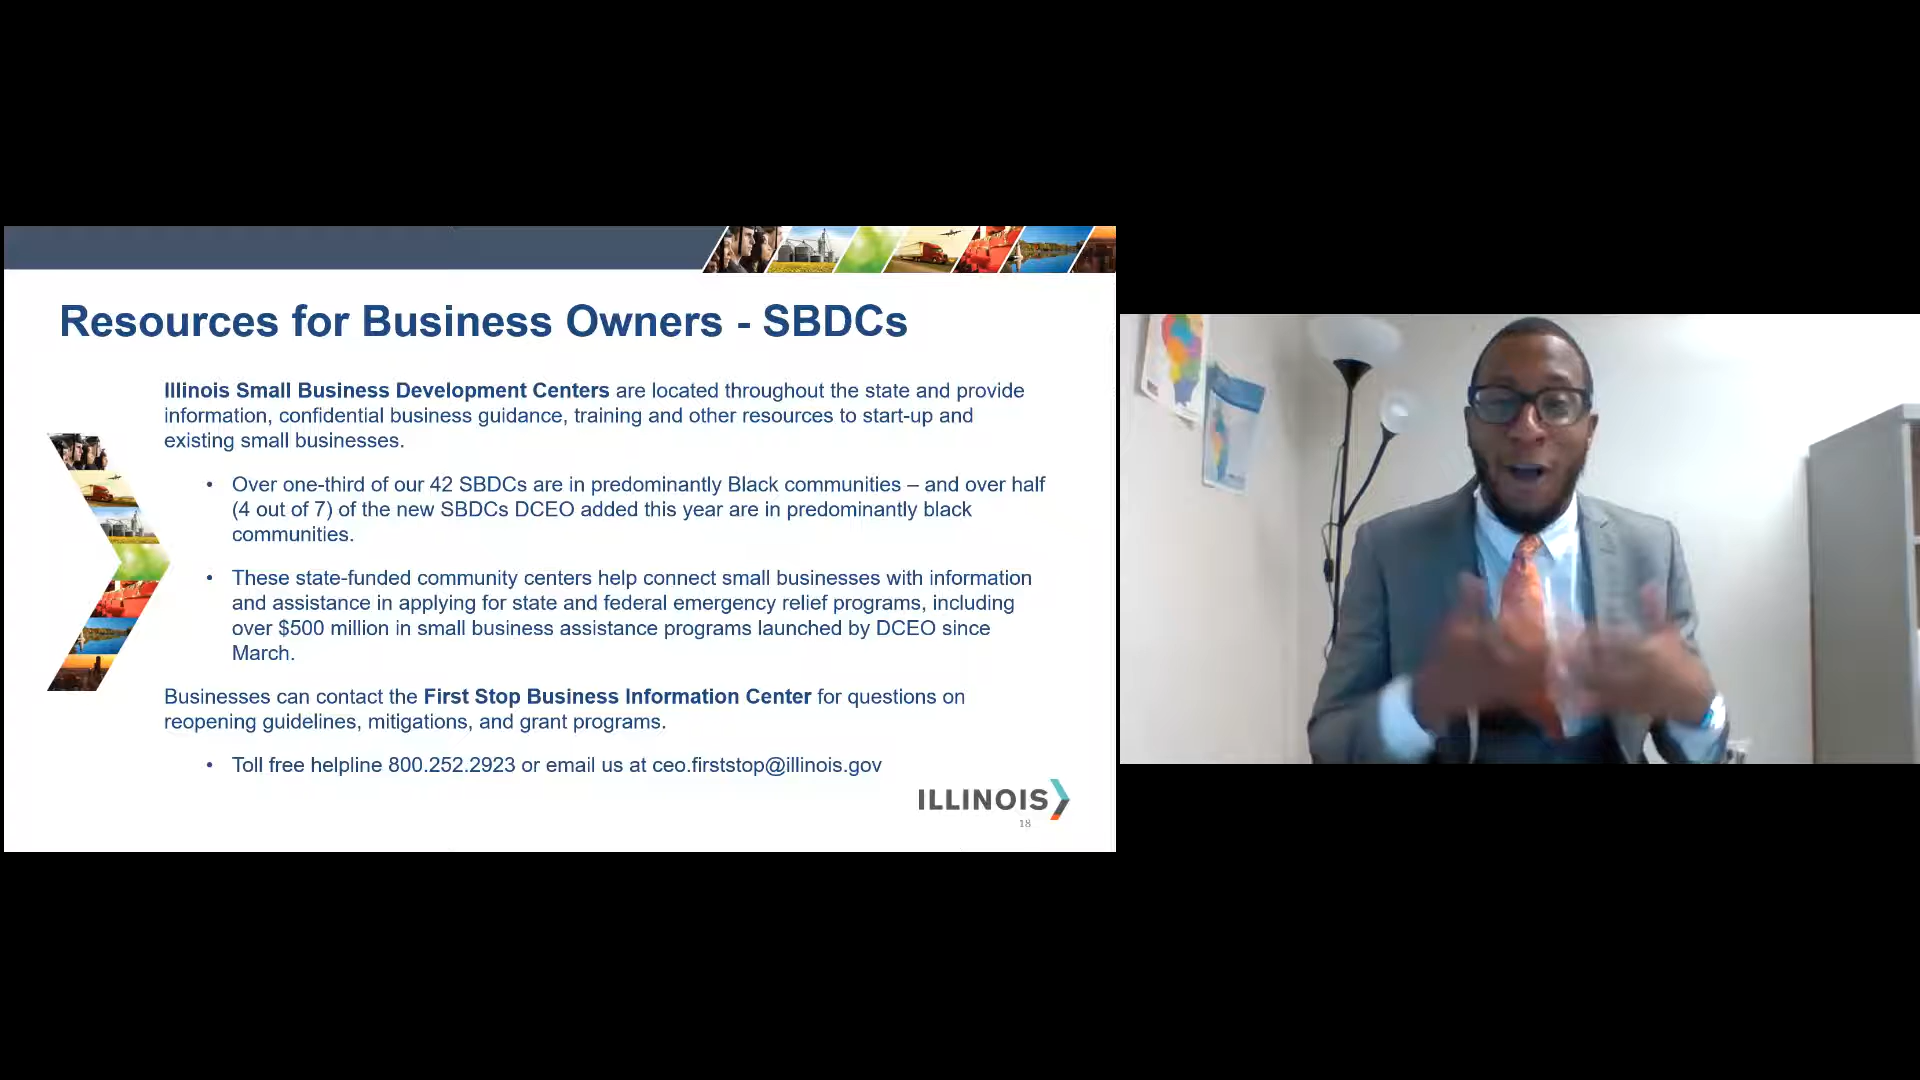 Resources for Business Owners - SBDCs
Illinois Small Business Development Centers are located throughout the state and provide
information, confidential business guidance, training and other resources to start-up and
existing small businesses.
• Over one-third of our 42 SBDCs are in predominantly Black communities – and over half
(4 out of 7) of the new SBDCs DCEO added this year are in predominantly black
communities.
• These state-funded community centers help connect small businesses with information
and assistance in applying for state and federal emergency relief programs, including
over $500 million in small business assistance programs launched by DCEO since
March.
Businesses can contact the First Stop Business Information Center for questions on
reopening guidelines, mitigations, and grant programs.
• Toll free helpline 800.252.2923 or email us at ceo.firststop@illinois.gov
ILLINOIS
18